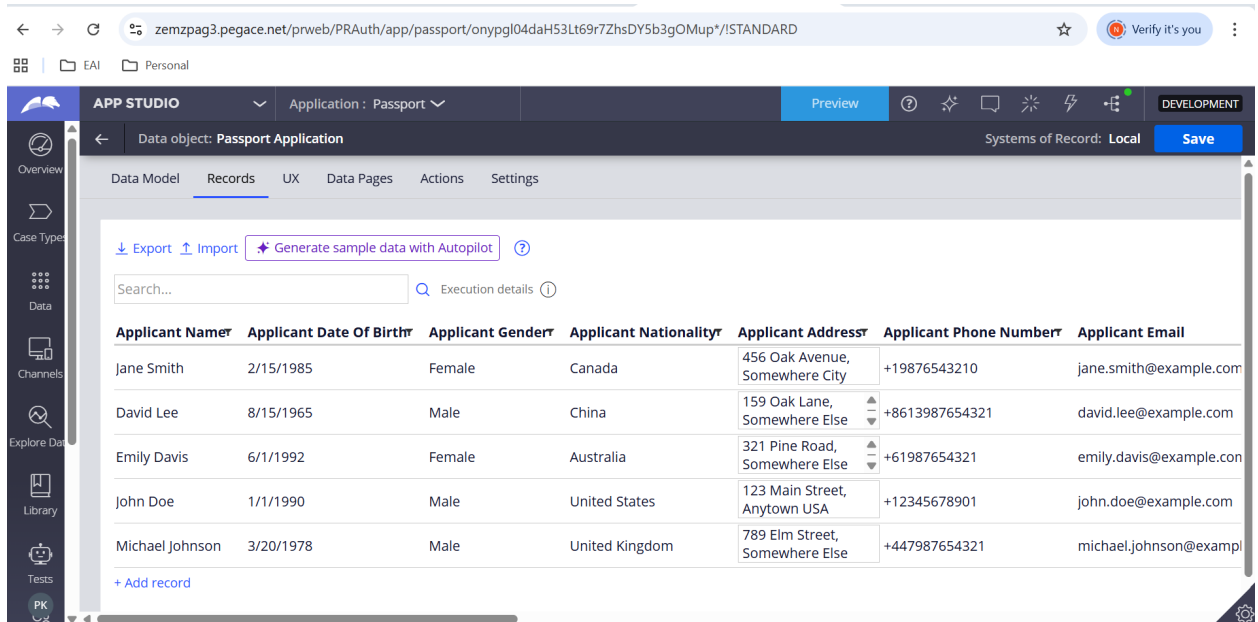 zemzpag3.pegace.net/prweb/PRAuth/app/passport/onypgl04daH53Lt69r7ZhsDY5b3gOMup*/!STANDARD
N
Verify it's you
EAI
Personal
APP STUDIO
Application : Passport
Preview
DEVELOPMENT
Data object: Passport Application
Systems of Record: Local
Save
Overview
Case Types
Data
Channels
Explore Dat
Library
Tests
PK
Data Model Records UX Data Pages Actions Settings
Export Import Generate sample data with Autopilot ?
Search...
Execution details i
Applicant Name Applicant Date Of Birth Applicant Gender Applicant Nationality Applicant Address Applicant Phone Number Applicant Email
Jane Smith 2/15/1985 Female Canada 456 Oak Avenue, Somewhere City +19876543210 jane.smith@example.com
David Lee 8/15/1965 Male China 159 Oak Lane, Somewhere Else +8613987654321 david.lee@example.com
Emily Davis 6/1/1992 Female Australia 321 Pine Road, Somewhere Else +61987654321 emily.davis@example.con
John Doe 1/1/1990 Male United States 123 Main Street, Anytown USA +12345678901 john.doe@example.com
Michael Johnson 3/20/1978 Male United Kingdom 789 Elm Street, Somewhere Else +447987654321 michael.johnson@exampl
+ Add record